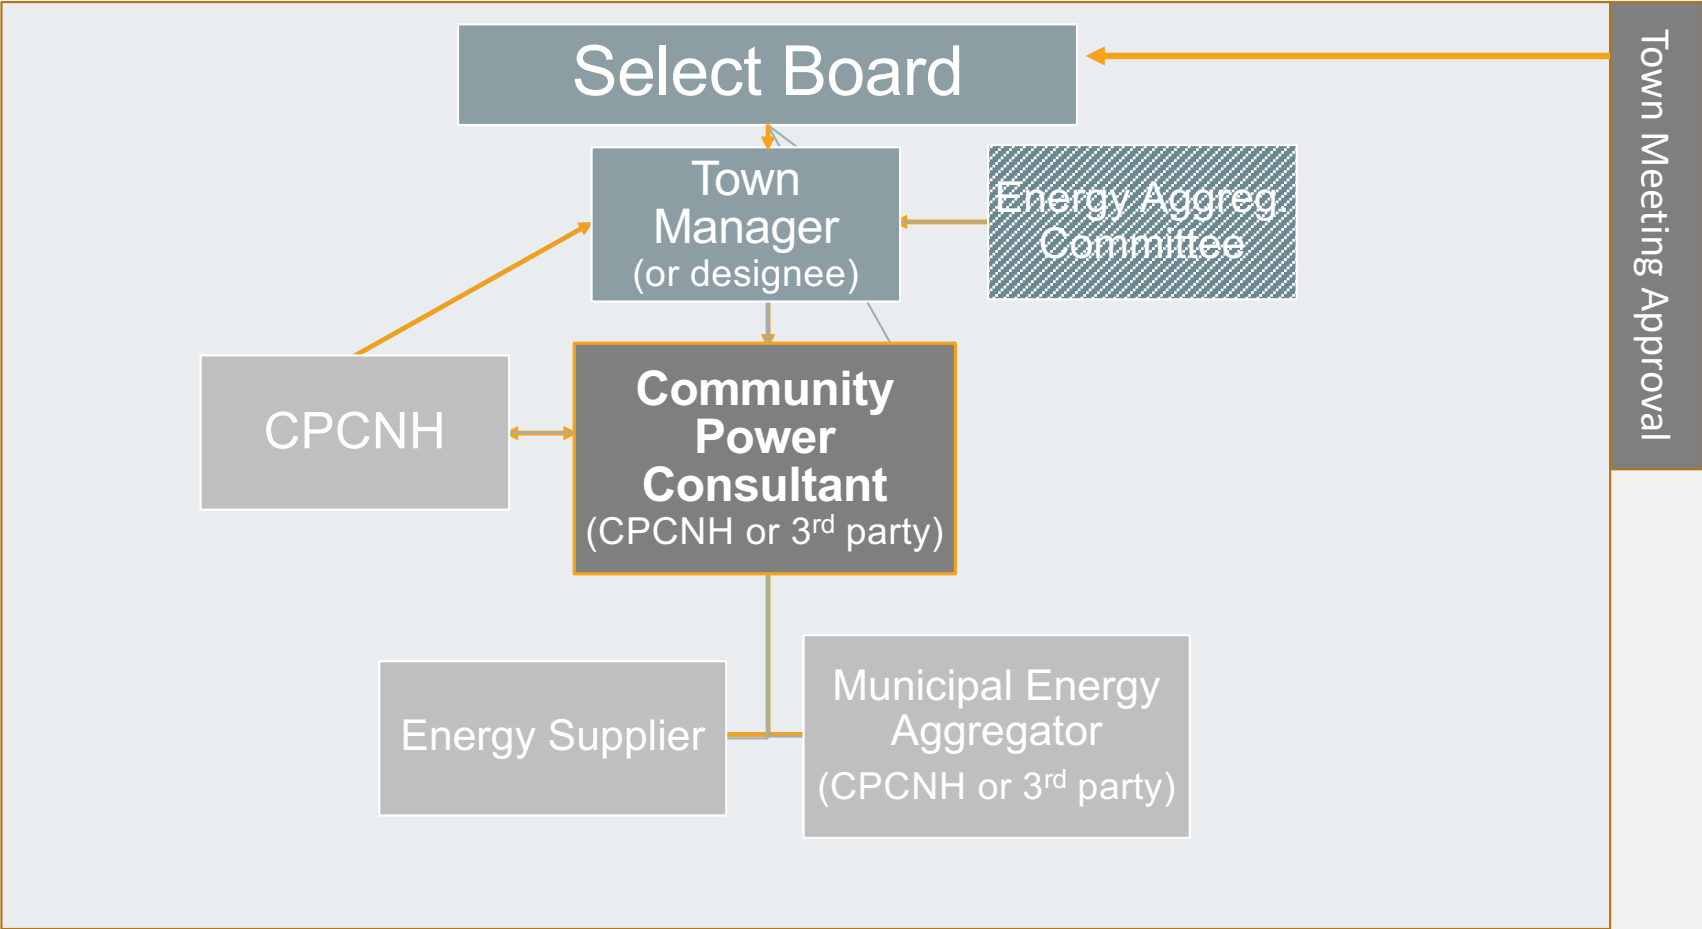 Select Board
Town Meeting Approval
Town
Manager
(or designee)
Energy Aggreg.
Committee
CPCNH
Community
Power
Consultant
(CPCNH or 3rd party)
Energy Supplier
Municipal Energy
Aggregator
(CPCNH or 3rd party)